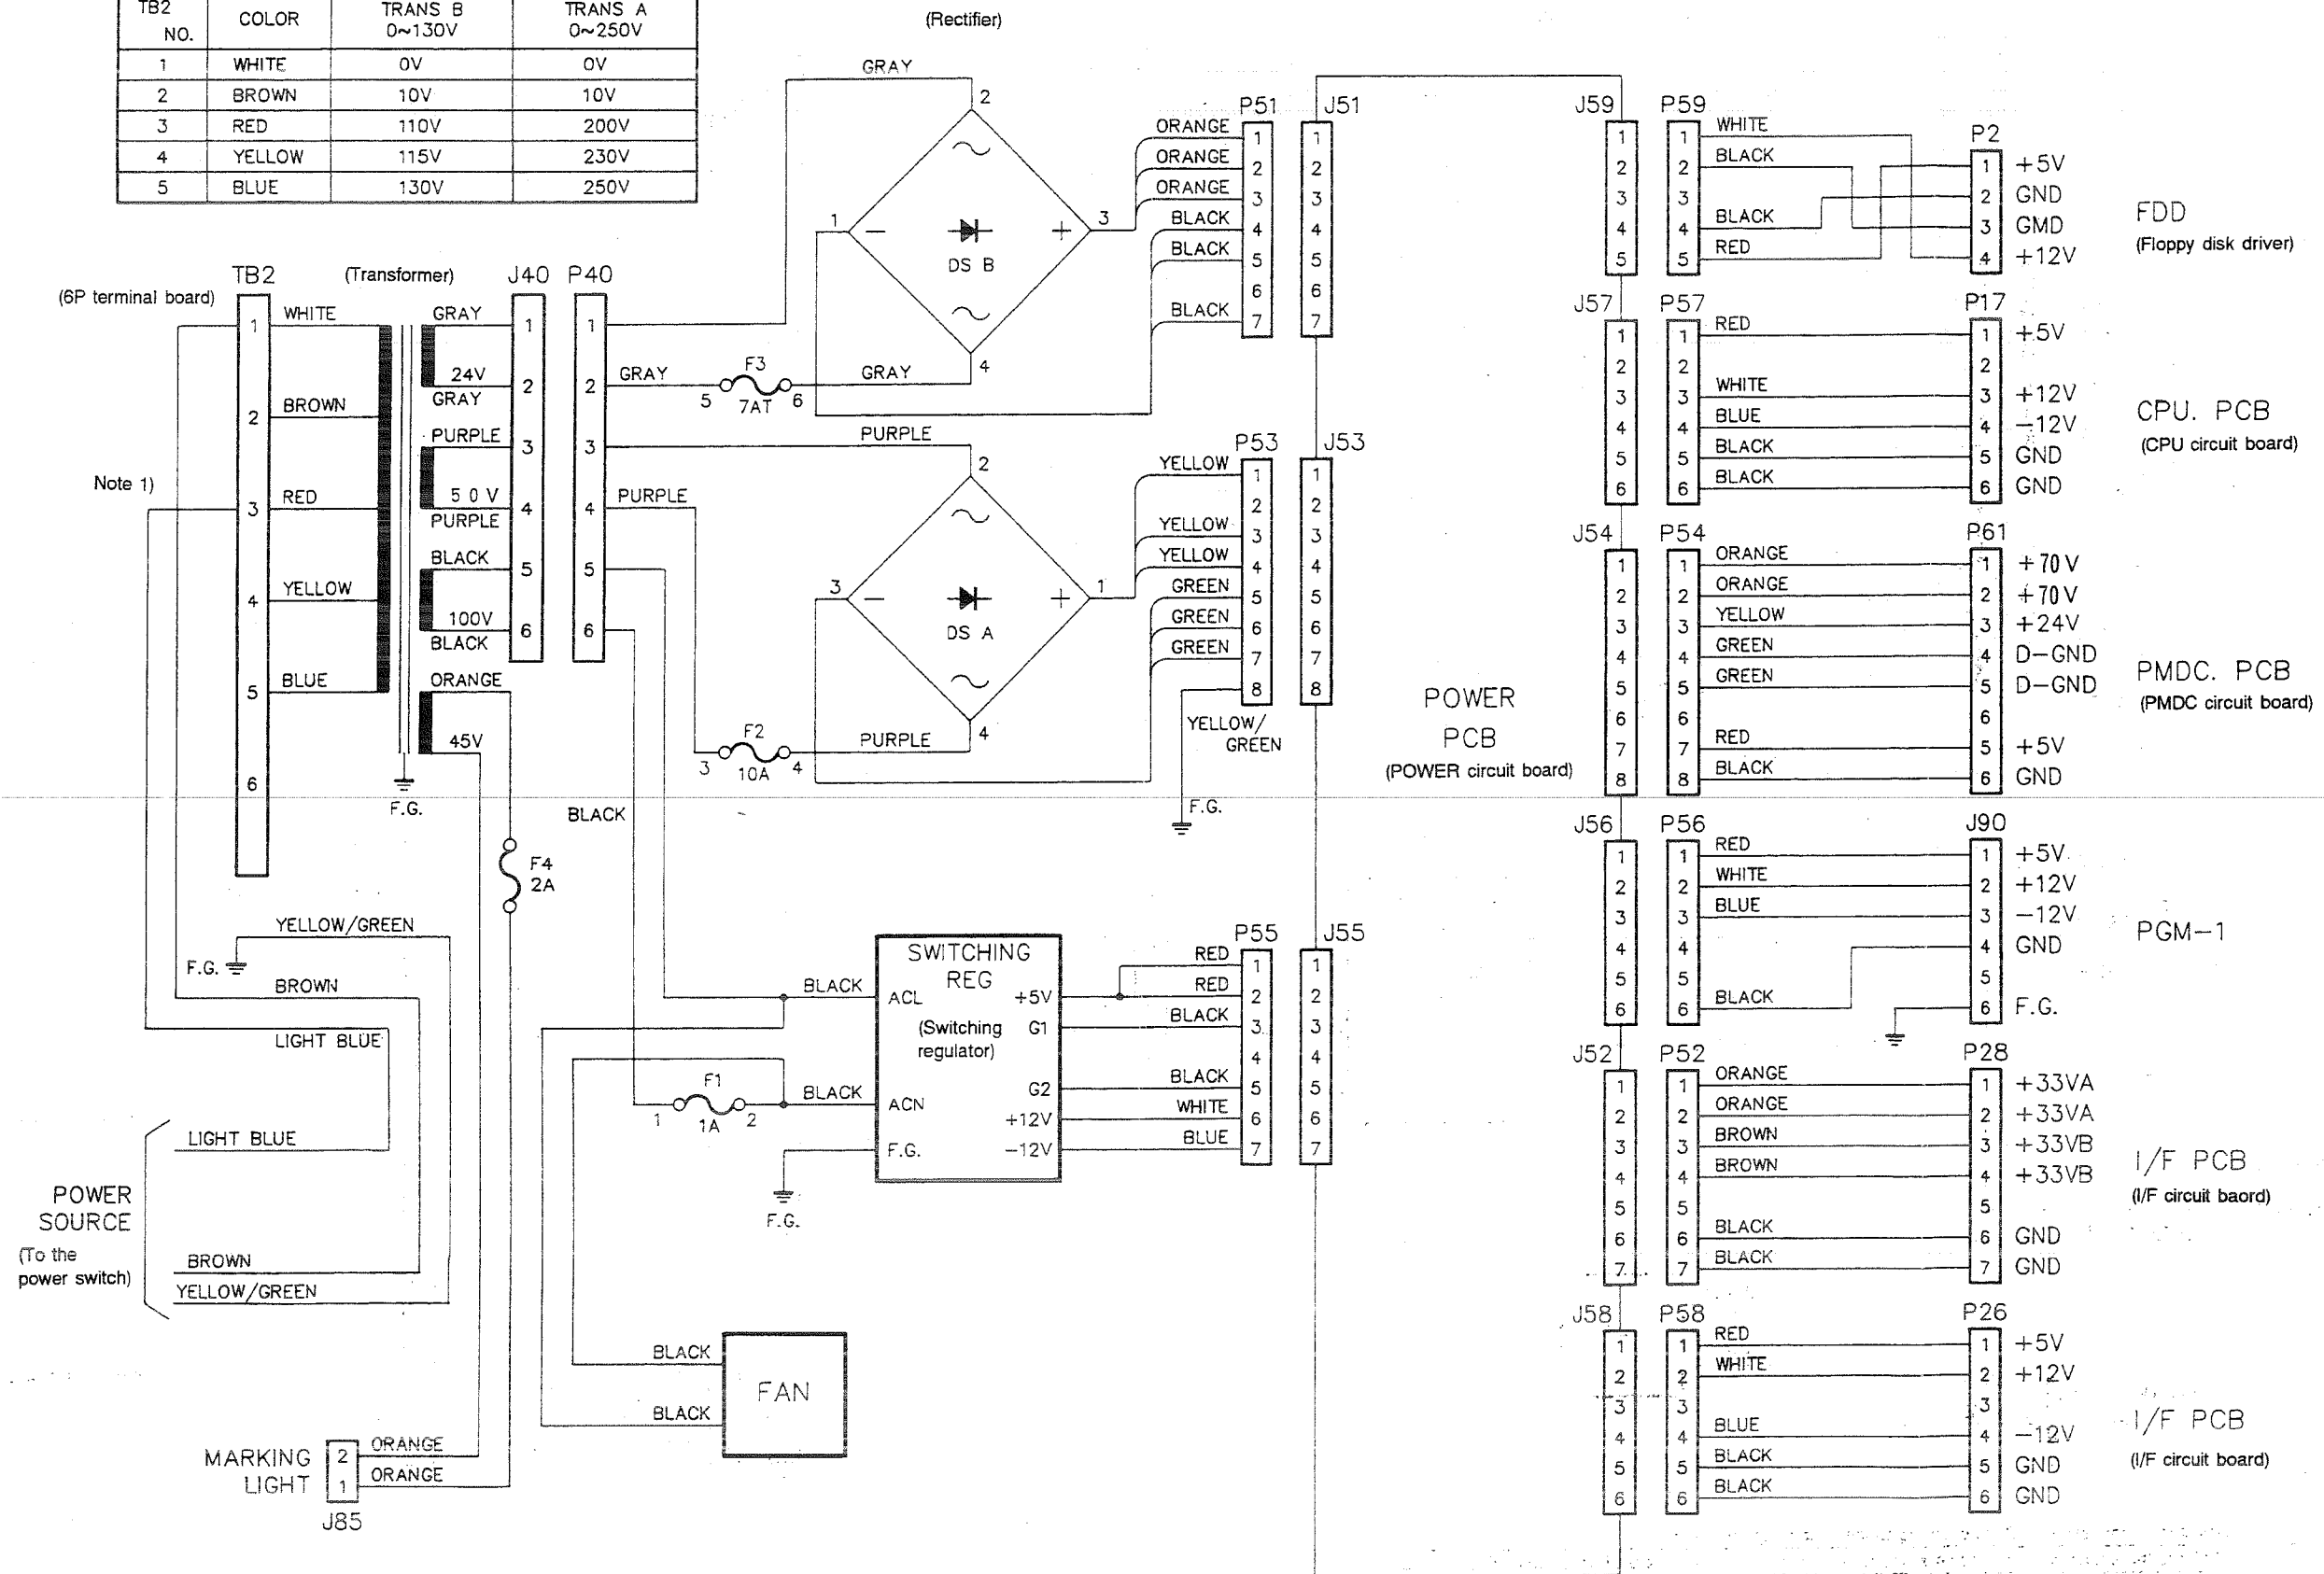 TB2 NO. COLOR TRANS B 0~130V TRANS A 0~250V
1 WHITE 0V 0V
2 BROWN 10V 10V
3 RED 110V 200V
4 YELLOW 115V 230V
5 BLUE 130V 250V
(Rectifier)
GRAY
2
~
1
-
DS B
+
3
~
4
TB2
(6P terminal board)
(Transformer)
J40
P40
1 WHITE
2 BROWN
Note 1)
3 RED
4 YELLOW
5 BLUE
6
GRAY 1
24V 2
GRAY
PURPLE 3
5 0 V 4
PURPLE
BLACK 5
100V 6
BLACK
ORANGE
45V
F.G.
1
2 GRAY
5 F3 7AT 6
GRAY
3
PURPLE
4 PURPLE
5
6
BLACK
2
~
3
-
DS A
+
1
~
4
3 F2 10A 4
PURPLE
F4
2A
P51
J51
ORANGE 1 1
ORANGE 2 2
ORANGE 3 3
BLACK 4 4
BLACK 5 5
6 6
BLACK 7 7
P53
J53
YELLOW 1 1
2 2
YELLOW 3 3
YELLOW 4 4
GREEN 5 5
GREEN 6 6
GREEN 7 7
8 8
YELLOW/
GREEN
F.G.
POWER
PCB
(POWER circuit board)
YELLOW/GREEN
F.G.
BROWN
LIGHT BLUE
LIGHT BLUE
POWER
SOURCE
(To the
power switch)
BROWN
YELLOW/GREEN
SWITCHING
REG
(Switching
regulator)
BLACK ACL
1 F1 1A 2
BLACK ACN
F.G.
F.G.
+5V
G1
G2
+12V
-12V
P55
J55
RED 1 1
RED 2 2
BLACK 3 3
4 4
BLACK 5 5
WHITE 6 6
BLUE 7 7
BLACK
FAN
BLACK
MARKING
LIGHT
2 ORANGE
1 ORANGE
J85
J59
P59
P2
1 1 WHITE
2 2 BLACK
3 3
4 4 BLACK
5 5 RED
1 +5V
2 GND
3 GMD
4 +12V
FDD
(Floppy disk driver)
J57
P57
P17
1 1 RED 1 +5V
2 2 2
3 3 WHITE 3 +12V
4 4 BLUE 4 -12V
5 5 BLACK 5 GND
6 6 BLACK 6 GND
CPU. PCB
(CPU circuit board)
J54
P54
P61
1 1 ORANGE 1 +70V
2 2 ORANGE 2 +70V
3 3 YELLOW 3 +24V
4 4 GREEN 4 D-GND
5 5 GREEN 5 D-GND
6 6 6
7 7 RED 5 +5V
8 8 BLACK 6 GND
PMDC. PCB
(PMDC circuit board)
J56
P56
J90
1 1 RED 1 +5V
2 2 WHITE 2 +12V
3 3 BLUE 3 -12V
4 4 4 GND
5 5 5
6 6 BLACK 6 F.G.
PGM-1
J52
P52
P28
1 1 ORANGE 1 +33VA
2 2 ORANGE 2 +33VA
3 3 BROWN 3 +33VB
4 4 BROWN 4 +33VB
5 5 5
6 6 BLACK 6 GND
7 7 BLACK 7 GND
I/F PCB
(I/F circuit baord)
J58
P58
P26
1 1 RED 1 +5V
2 2 WHITE 2 +12V
3 3 3
4 4 BLUE 4 -12V
5 5 BLACK 5 GND
6 6 BLACK 6 GND
I/F PCB
(I/F circuit board)